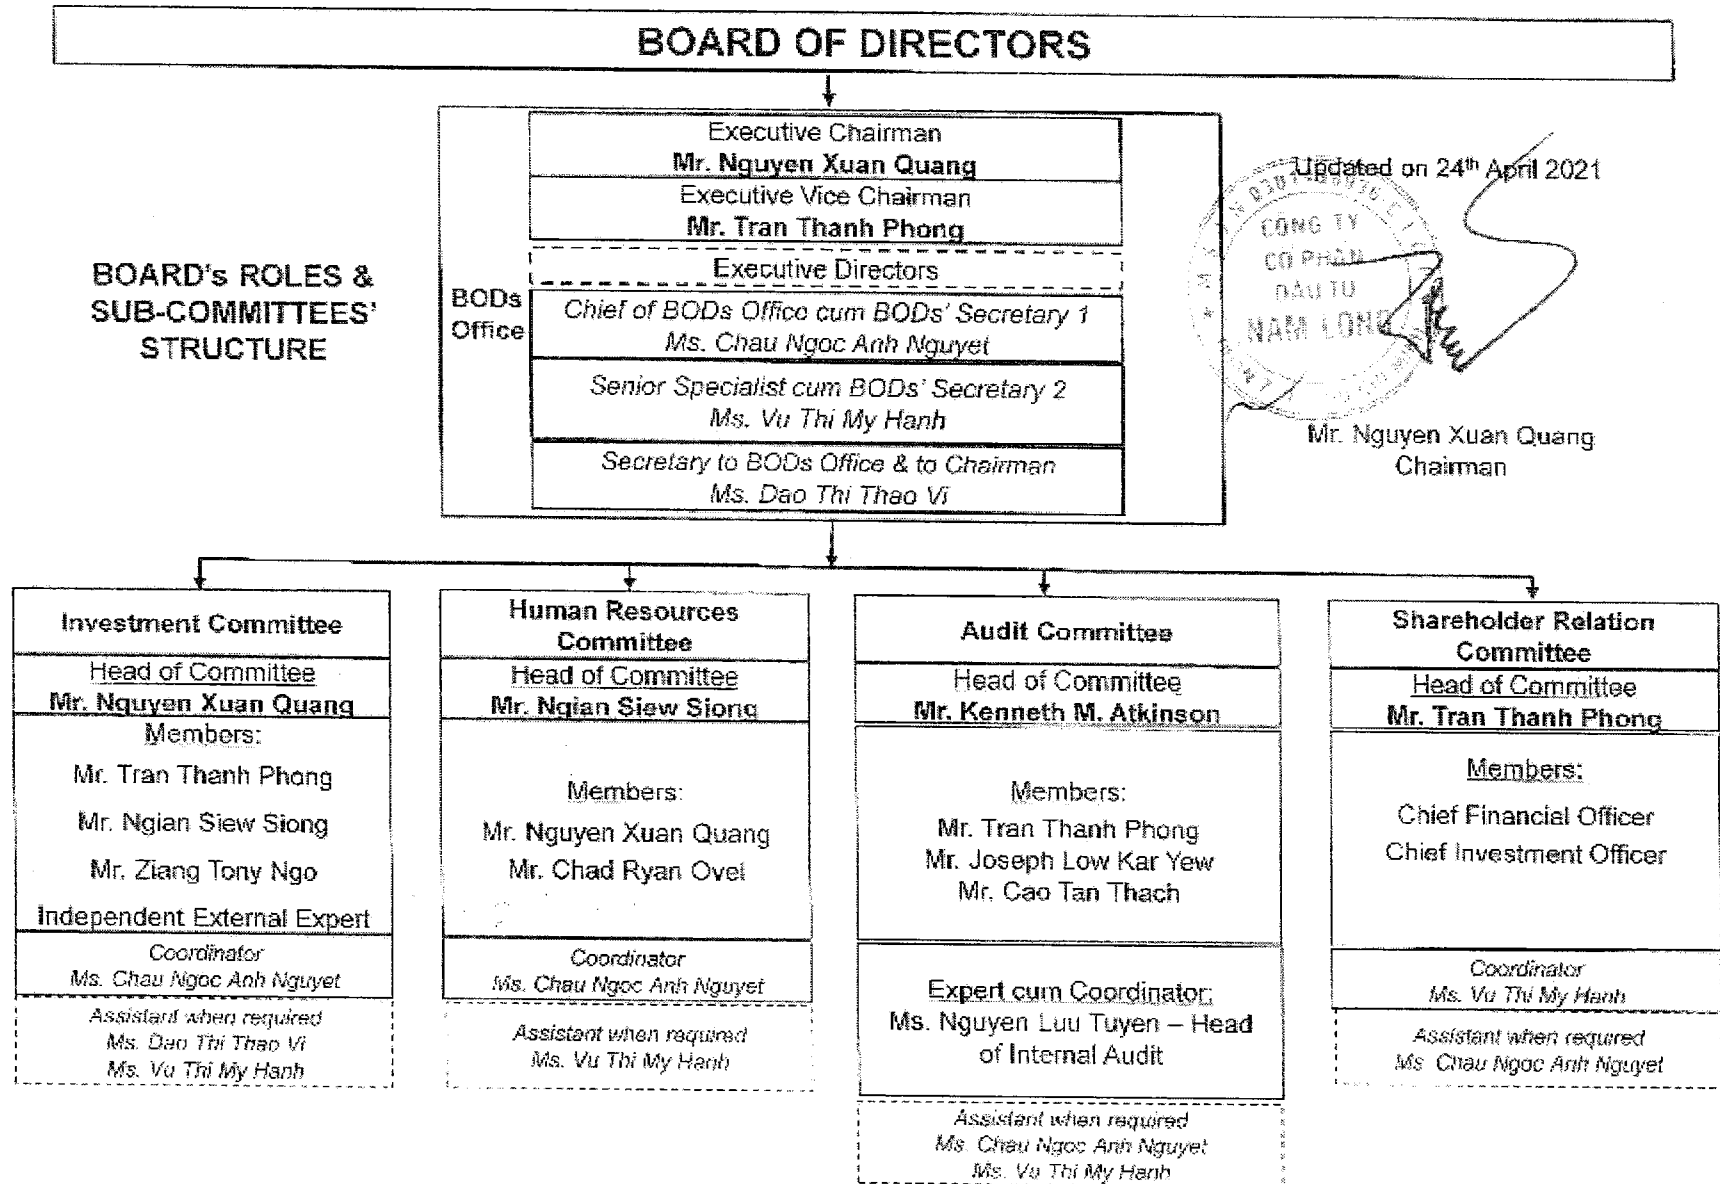 BOARD OF DIRECTORS
Executive Chairman
Mr. Nguyen Xuan Quang
Executive Vice Chairman
Mr. Tran Thanh Phong
Executive Directors
BODs
Office
Chief of BODs Office cum BODs' Secretary 1
Ms. Chau Ngoc Anh Nguyet
Senior Specialist cum BODs' Secretary 2
Ms. Vu Thi My Hanh
Secretary to BODs Office & to Chairman
Ms. Dao Thi Thao Vi
BOARD's ROLES &
SUB-COMMITTEES'
STRUCTURE
Updated on 24th April 2021
CÔNG TY
CỔ PHẦN
ĐẦU TƯ
NAM LONG
Mr. Nguyen Xuan Quang
Chairman
Investment Committee
Head of Committee
Mr. Nguyen Xuan Quang
Members:
Mr. Tran Thanh Phong
Mr. Ngian Siew Siong
Mr. Ziang Tony Ngo
Independent External Expert
Coordinator
Ms. Chau Ngoc Anh Nguyet
Assistant when required
Ms. Dao Thi Thao Vi
Ms. Vu Thi My Hanh
Human Resources
Committee
Head of Committee
Mr. Ngian Siew Siong
Members:
Mr. Nguyen Xuan Quang
Mr. Chad Ryan Ovel
Coordinator
Ms. Chau Ngoc Anh Nguyet
Assistant when required
Ms. Vu Thi My Hanh
Audit Committee
Head of Committee
Mr. Kenneth M. Atkinson
Members:
Mr. Tran Thanh Phong
Mr. Joseph Low Kar Yew
Mr. Cao Tan Thach
Expert cum Coordinator:
Ms. Nguyen Luu Tuyen – Head
of Internal Audit
Assistant when required
Ms. Chau Ngoc Anh Nguyet
Ms. Vu Thi My Hanh
Shareholder Relation
Committee
Head of Committee
Mr. Tran Thanh Phong
Members:
Chief Financial Officer
Chief Investment Officer
Coordinator
Ms. Vu Thi My Hanh
Assistant when required
Ms. Chau Ngoc Anh Nguyet